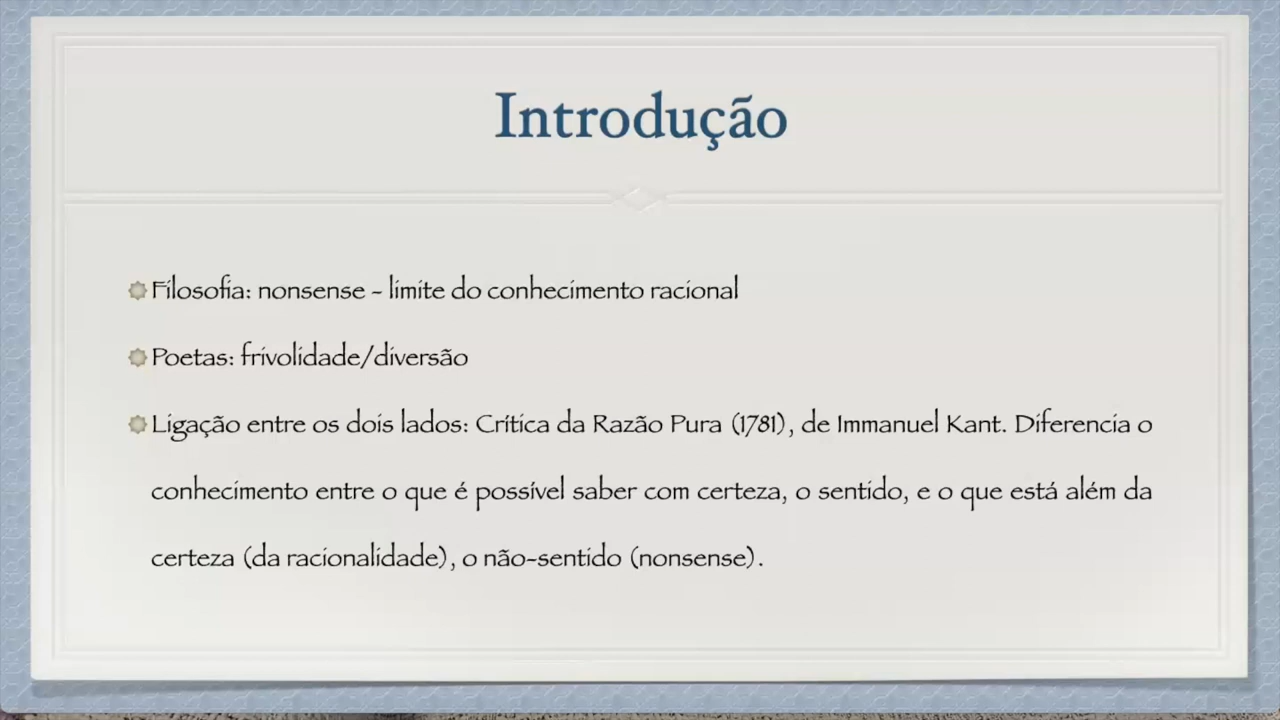 Introdução
Filosofia: nonsense - limite do conhecimento racional
Poetas: frivolidade/diversão
Ligação entre os dois lados: Crítica da Razão Pura (1781), de Immanuel Kant. Diferencia o
conhecimento entre o que é possível saber com certeza, o sentido, e o que está além da
certeza (da racionalidade), o não-sentido (nonsense).